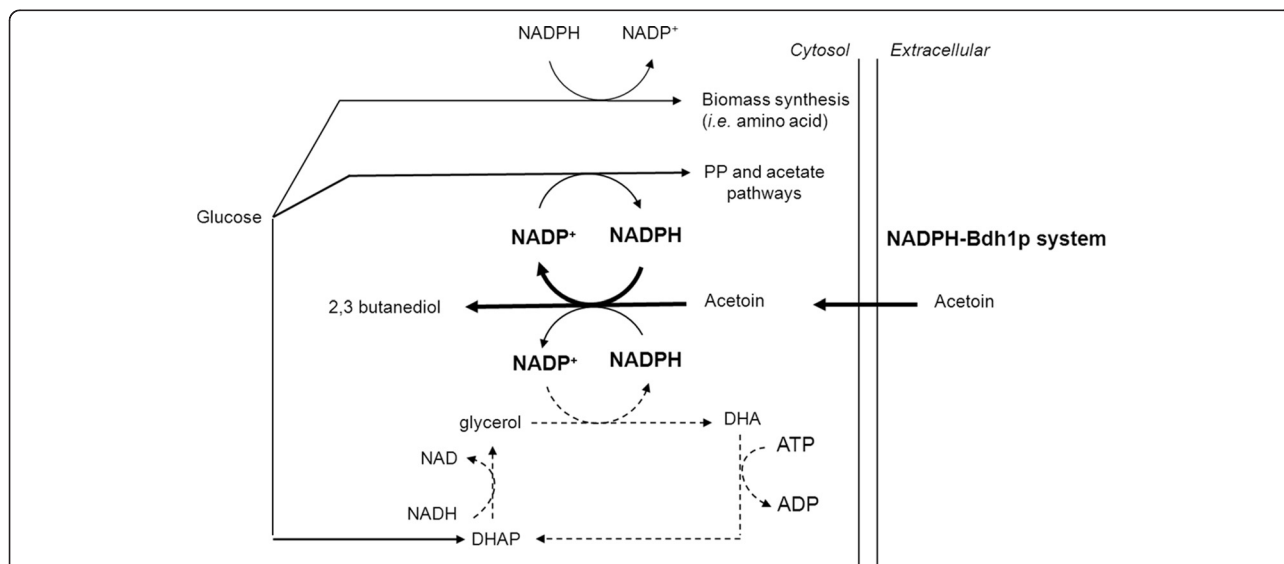 NADPH NADP⁺
Cytosol Extracellular
Biomass synthesis
(i.e. amino acid)
PP and acetate
pathways
Glucose
NADP⁺ NADPH
NADPH-Bdh1p system
2,3 butanediol
Acetoin
Acetoin
NADP⁺ NADPH
glycerol
DHA
ATP
NAD
ADP
NADH
DHAP